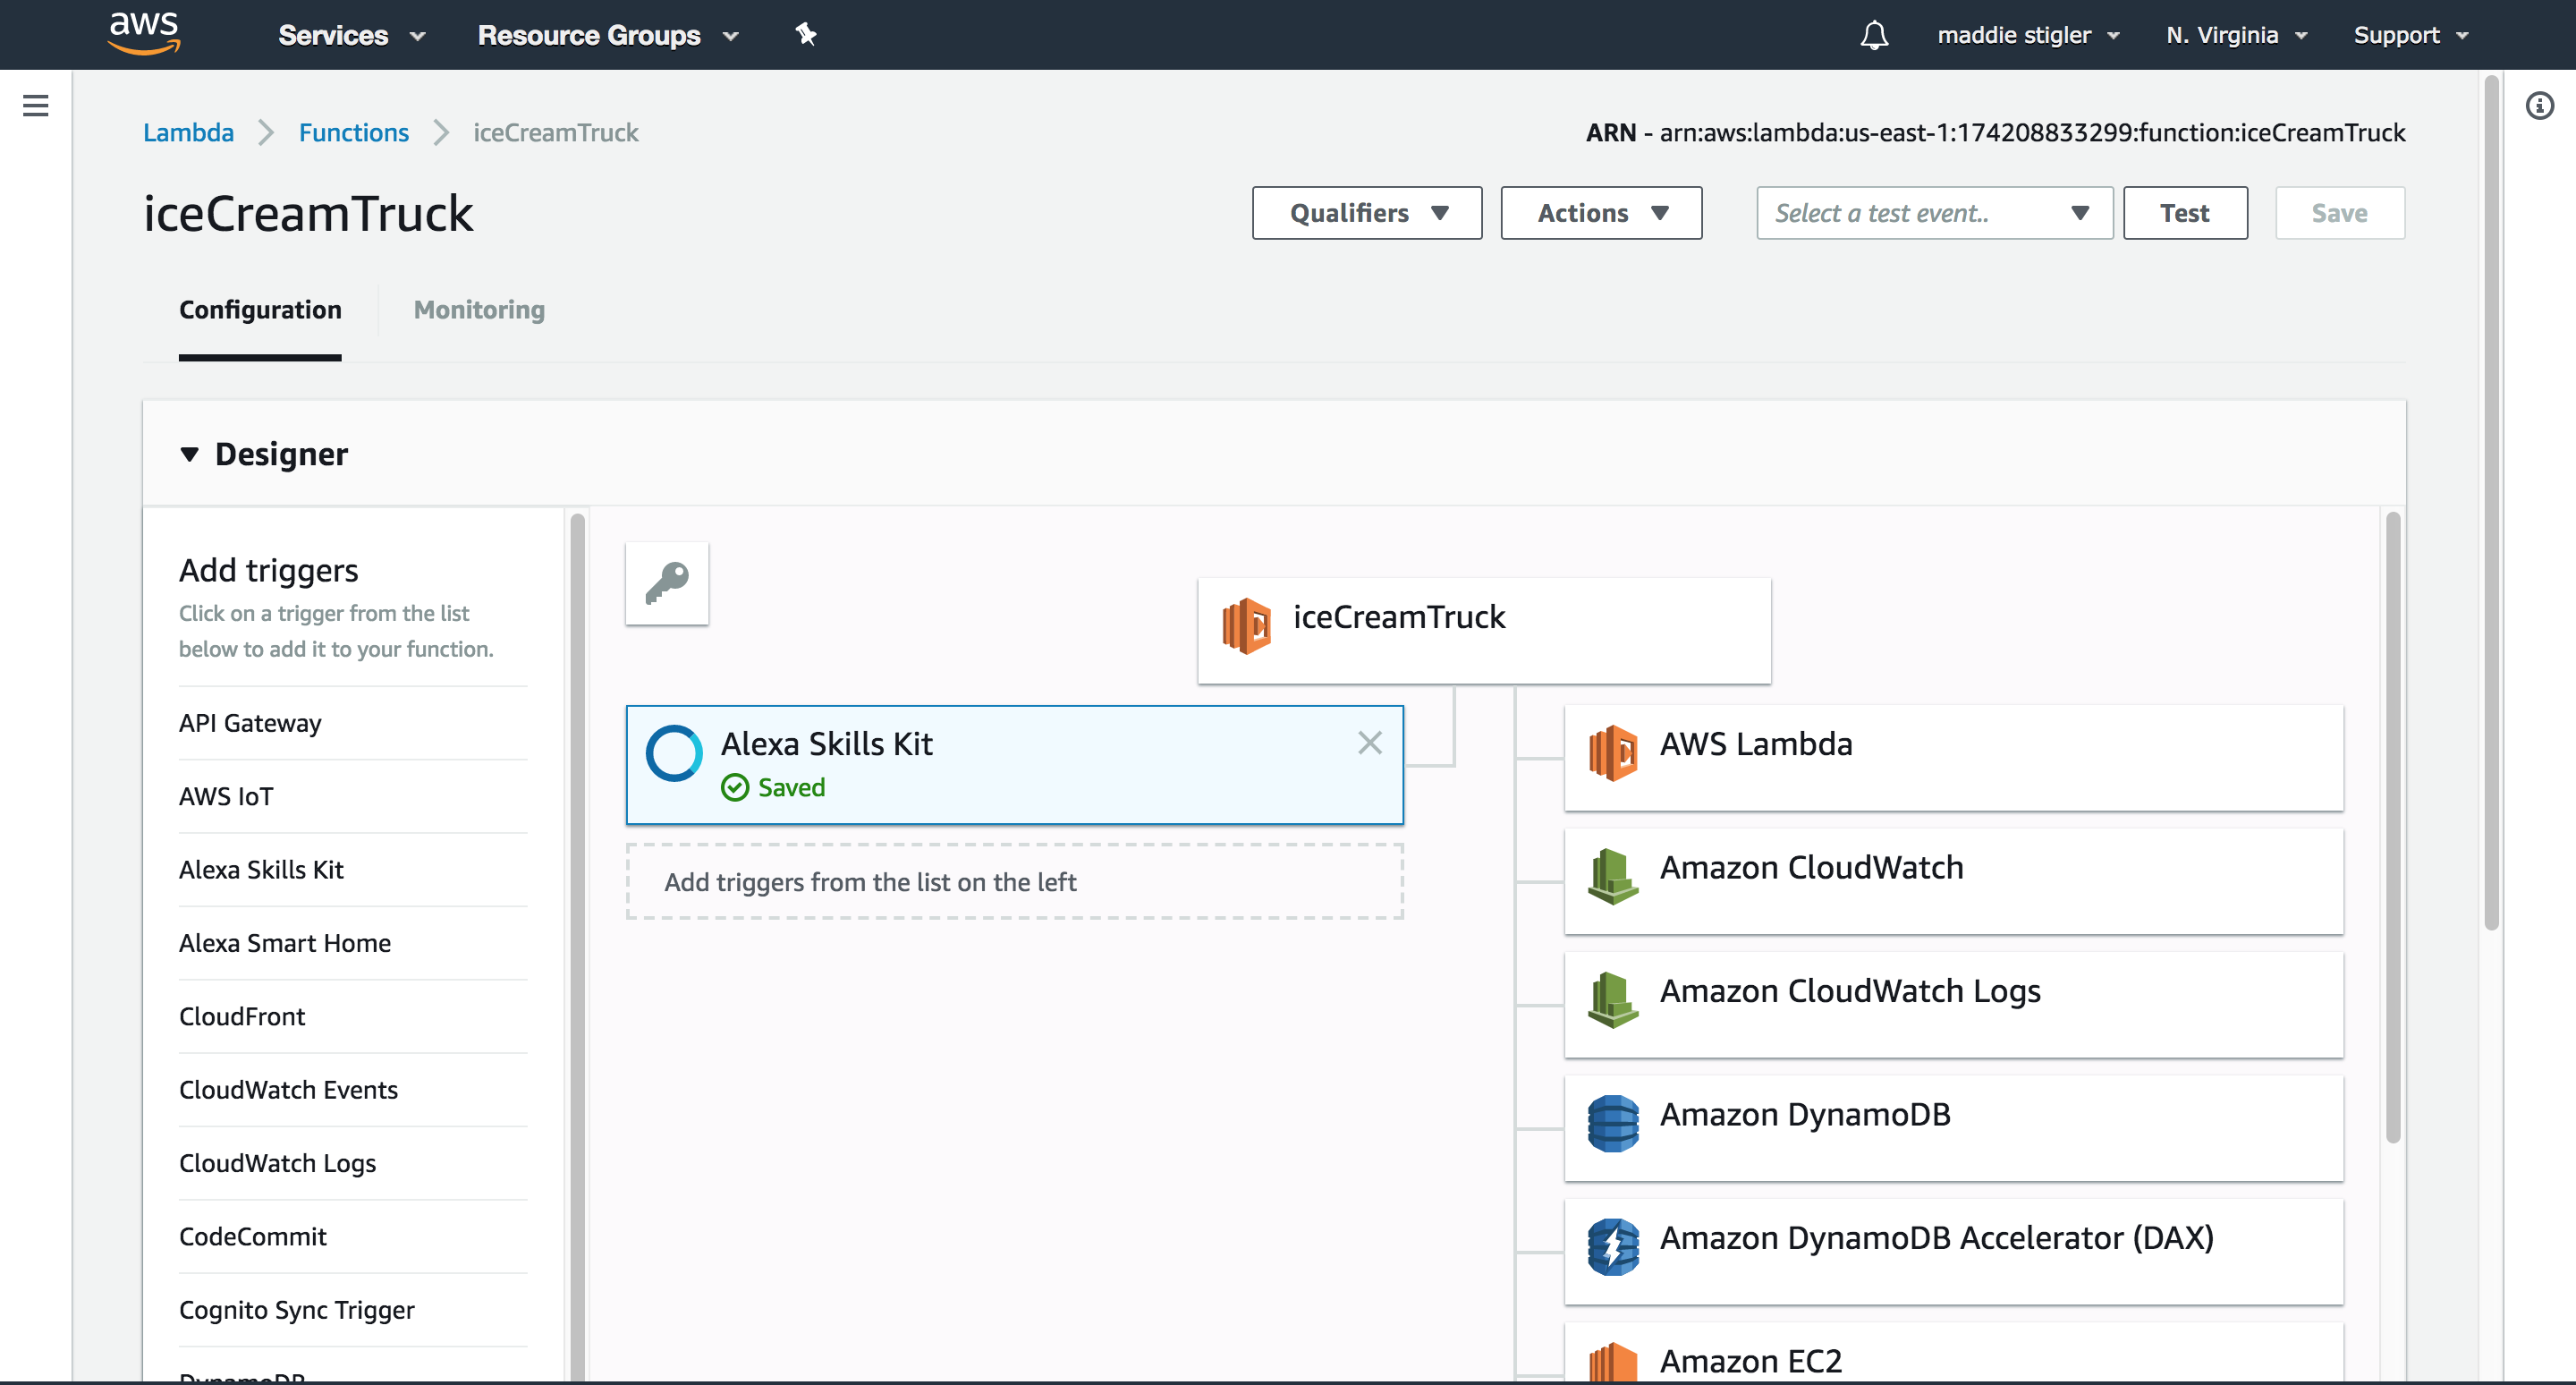 aws Services Resource Groups maddie stigler N. Virginia Support
Lambda Functions iceCreamTruck ARN - arn:aws:lambda:us-east-1:174208833299:function:iceCreamTruck
iceCreamTruck Qualifiers Actions Select a test event.. Test Save
Configuration Monitoring
Designer
Add triggers
Click on a trigger from the list
below to add it to your function.
API Gateway
AWS IoT
Alexa Skills Kit
Alexa Smart Home
CloudFront
CloudWatch Events
CloudWatch Logs
CodeCommit
Cognito Sync Trigger
DynamoDB
iceCreamTruck
Alexa Skills Kit
Saved
Add triggers from the list on the left
AWS Lambda
Amazon CloudWatch
Amazon CloudWatch Logs
Amazon DynamoDB
Amazon DynamoDB Accelerator (DAX)
Amazon EC2